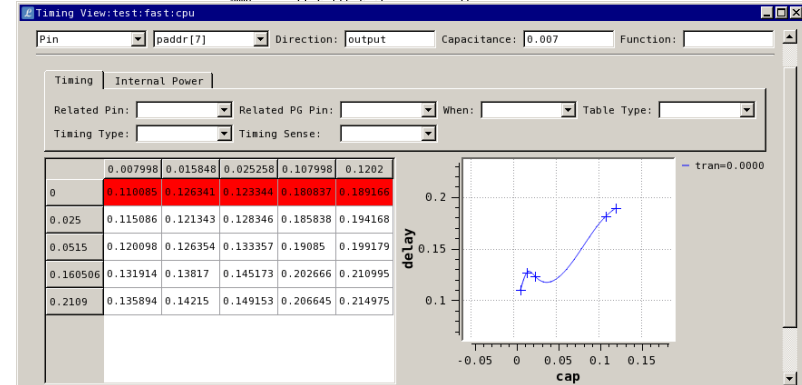 Timing View:test:fast:cpu
Pin paddr[7] Direction: output Capacitance: 0.007 Function:
Timing Internal Power
Related Pin: Related PG Pin: When: Table Type:
Timing Type: Timing Sense:
0.007998 0.015848 0.025258 0.107998 0.1202
0 0.110085 0.126341 0.123344 0.180837 0.189166
0.025 0.115086 0.121343 0.128346 0.185838 0.194168
0.0515 0.120098 0.126354 0.133357 0.19085 0.199179
0.160506 0.131914 0.13817 0.145173 0.202666 0.210995
0.2109 0.135894 0.14215 0.149153 0.206645 0.214975
tran=0.0000
0.2
0.15
0.1
delay
-0.05 0 0.05 0.1 0.15
cap